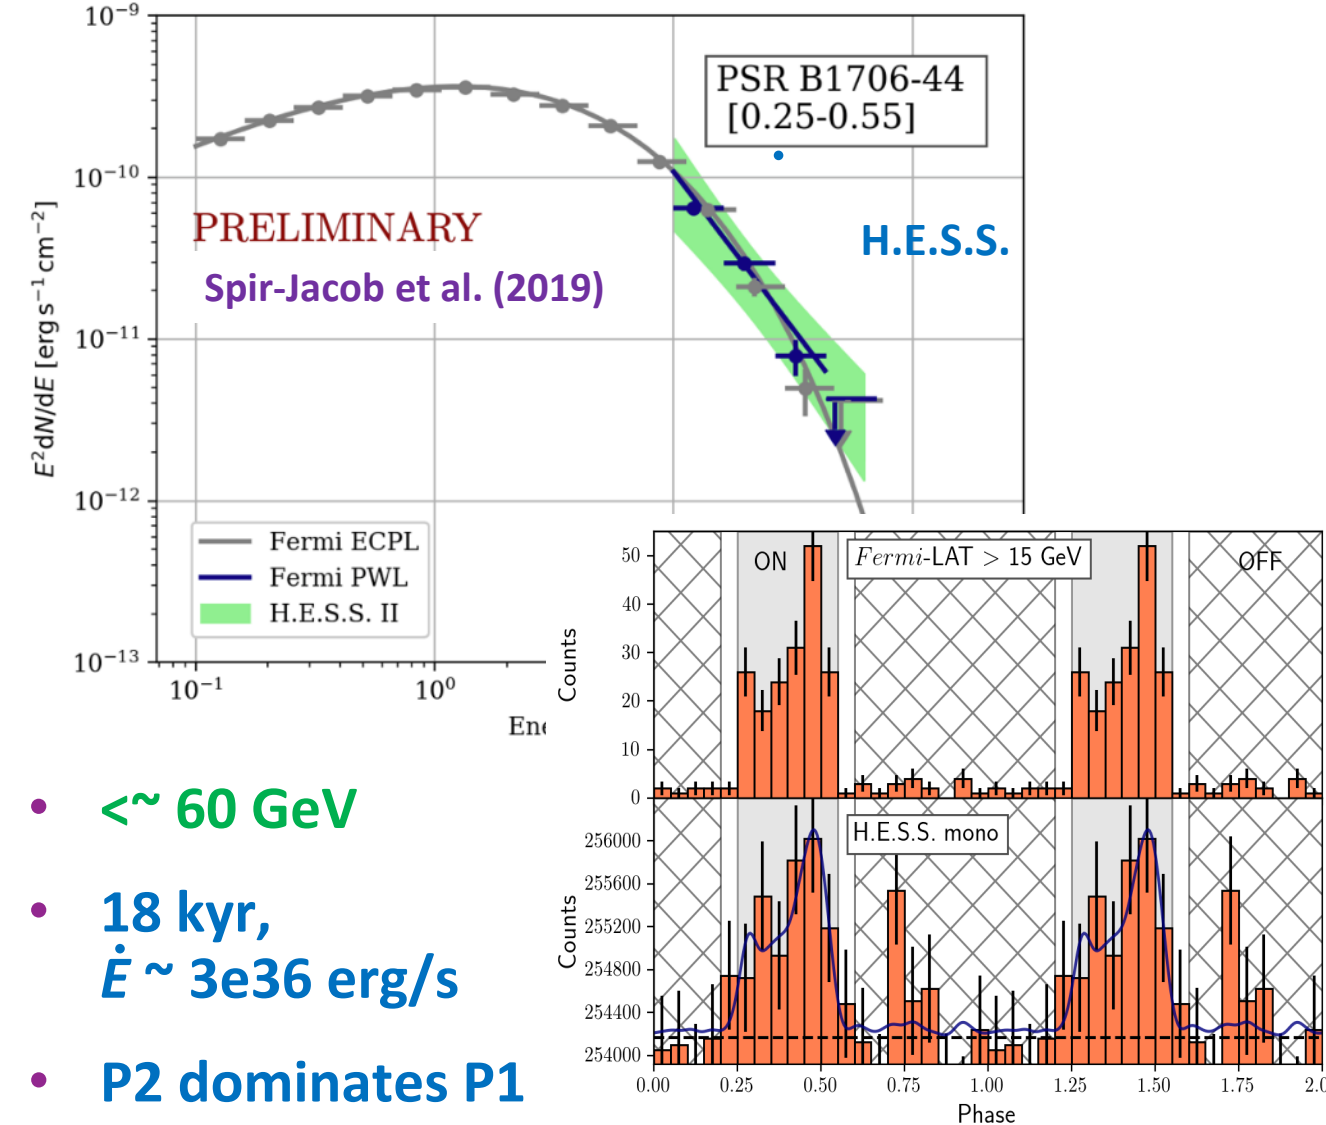 10⁻⁹
10⁻¹⁰
10⁻¹¹
10⁻¹²
10⁻¹³
E²dN/dE [erg s⁻¹ cm⁻²]
PSR B1706-44
[0.25-0.55]
PRELIMINARY
Spir-Jacob et al. (2019)
H.E.S.S.
Fermi ECPL
Fermi PWL
H.E.S.S. II
10⁻¹
10⁰
Ene
50
40
30
20
10
0
Counts
ON
Fermi-LAT > 15 GeV
OFF
256000
255600
255200
254800
254400
254000
Counts
H.E.S.S. mono
0.00 0.25 0.50 0.75 1.00 1.25 1.50 1.75 2.0
Phase
• <~ 60 GeV
• 18 kyr,
Ė ~ 3e36 erg/s
• P2 dominates P1